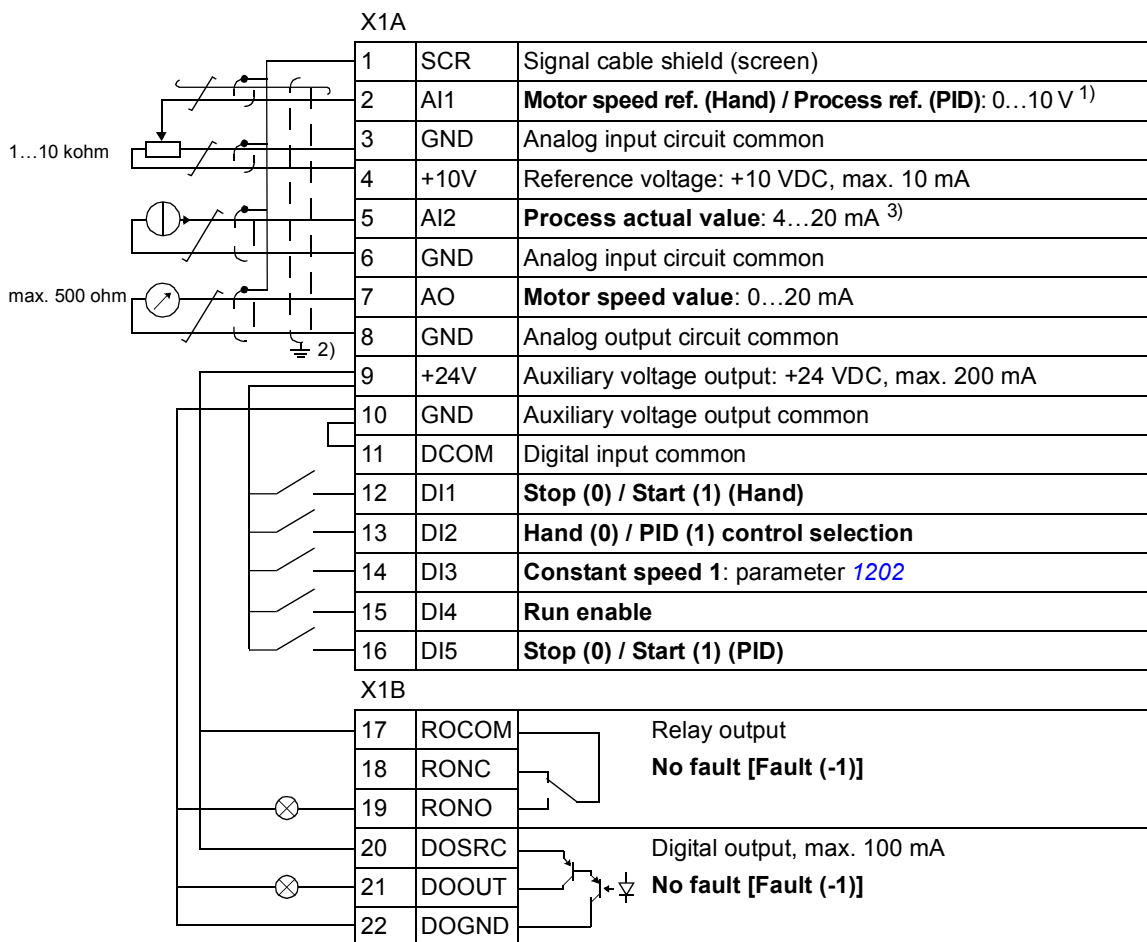 X1A
1 SCR Signal cable shield (screen)
2 AI1 Motor speed ref. (Hand) / Process ref. (PID): 0…10 V 1)
3 GND Analog input circuit common
1…10 kohm
4 +10V Reference voltage: +10 VDC, max. 10 mA
5 AI2 Process actual value: 4…20 mA 3)
6 GND Analog input circuit common
max. 500 ohm
7 AO Motor speed value: 0…20 mA
8 GND Analog output circuit common
2)
9 +24V Auxiliary voltage output: +24 VDC, max. 200 mA
10 GND Auxiliary voltage output common
11 DCOM Digital input common
12 DI1 Stop (0) / Start (1) (Hand)
13 DI2 Hand (0) / PID (1) control selection
14 DI3 Constant speed 1: parameter 1202
15 DI4 Run enable
16 DI5 Stop (0) / Start (1) (PID)
X1B
17 ROCOM Relay output
18 RONC No fault [Fault (-1)]
19 RONO
20 DOSRC Digital output, max. 100 mA
21 DOOUT No fault [Fault (-1)]
22 DOGND